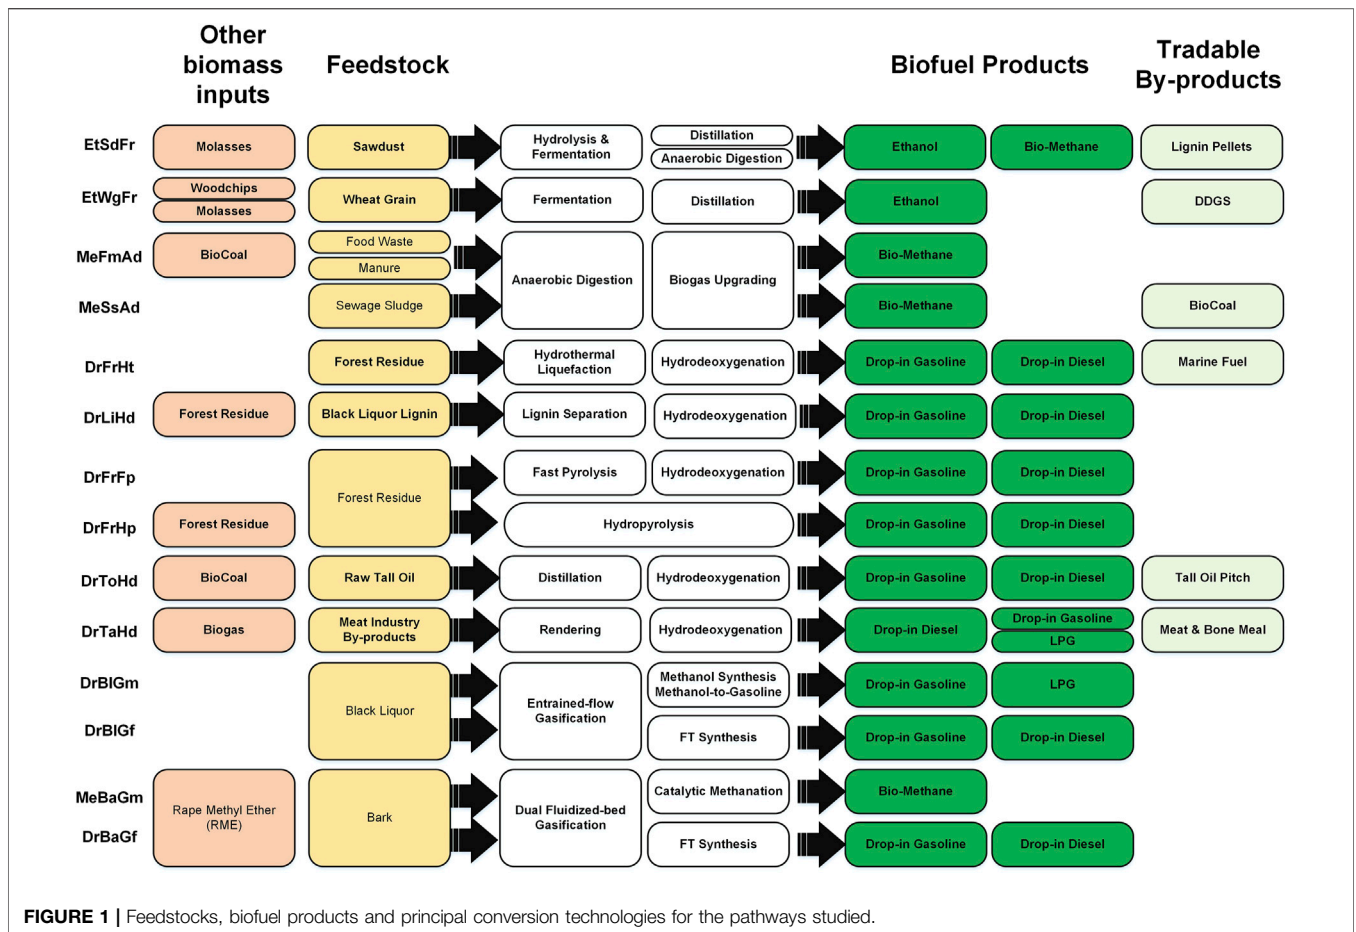 Other
biomass
inputs
Feedstock
Biofuel Products
Tradable
By-products
EtSdFr
Molasses
Sawdust
Hydrolysis &
Fermentation
Distillation
Anaerobic Digestion
Ethanol
Bio-Methane
Lignin Pellets
EtWgFr
Woodchips
Molasses
Wheat Grain
Fermentation
Distillation
Ethanol
DDGS
MeFmAd
BioCoal
Food Waste
Manure
Anaerobic Digestion
Biogas Upgrading
Bio-Methane
MeSsAd
Sewage Sludge
Bio-Methane
BioCoal
DrFrHt
Forest Residue
Hydrothermal
Liquefaction
Hydrodeoxygenation
Drop-in Gasoline
Drop-in Diesel
Marine Fuel
DrLiHd
Forest Residue
Black Liquor Lignin
Lignin Separation
Hydrodeoxygenation
Drop-in Gasoline
Drop-in Diesel
DrFrFp
Forest Residue
Fast Pyrolysis
Hydrodeoxygenation
Drop-in Gasoline
Drop-in Diesel
DrFrHp
Forest Residue
Hydropyrolysis
Drop-in Gasoline
Drop-in Diesel
DrToHd
BioCoal
Raw Tall Oil
Distillation
Hydrodeoxygenation
Drop-in Gasoline
Drop-in Diesel
Tall Oil Pitch
DrTaHd
Biogas
Meat Industry
By-products
Rendering
Hydrodeoxygenation
Drop-in Diesel
Drop-in Gasoline
LPG
Meat & Bone Meal
DrBlGm
Black Liquor
Entrained-flow
Gasification
Methanol Synthesis
Methanol-to-Gasoline
Drop-in Gasoline
LPG
DrBlGf
FT Synthesis
Drop-in Gasoline
Drop-in Diesel
MeBaGm
Rape Methyl Ether
(RME)
Bark
Dual Fluidized-bed
Gasification
Catalytic Methanation
Bio-Methane
DrBaGf
FT Synthesis
Drop-in Gasoline
Drop-in Diesel
FIGURE 1 | Feedstocks, biofuel products and principal conversion technologies for the pathways studied.